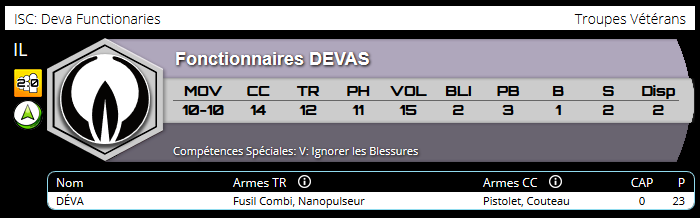 ISC: Deva Functionaries Troupes Vétérans
IL
Fonctionnaires DEVAS
MOV CC TR PH VOL BLI PB B S Disp
10-10 14 12 11 15 2 3 1 2 2
Compétences Spéciales: V: Ignorer les Blessures
Nom Armes TR Armes CC CAP P
DÉVA Fusil Combi, Nanopulseur Pistolet, Couteau 0 23